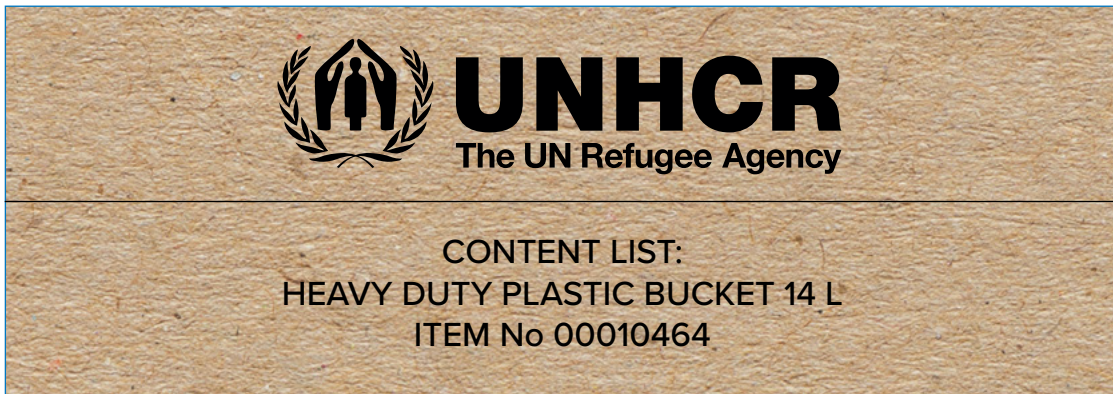 UNHCR
The UN Refugee Agency
CONTENT LIST:
HEAVY DUTY PLASTIC BUCKET 14 L
ITEM No 00010464